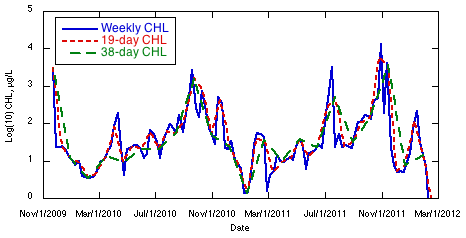 5
4
3
2
1
0
Log(10) CHL, µg/L
Weekly CHL
19-day CHL
38-day CHL
Nov/1/2009 Mar/1/2010 Jul/1/2010 Nov/1/2010 Mar/1/2011 Jul/1/2011 Nov/1/2011 Mar/1/2012
Date